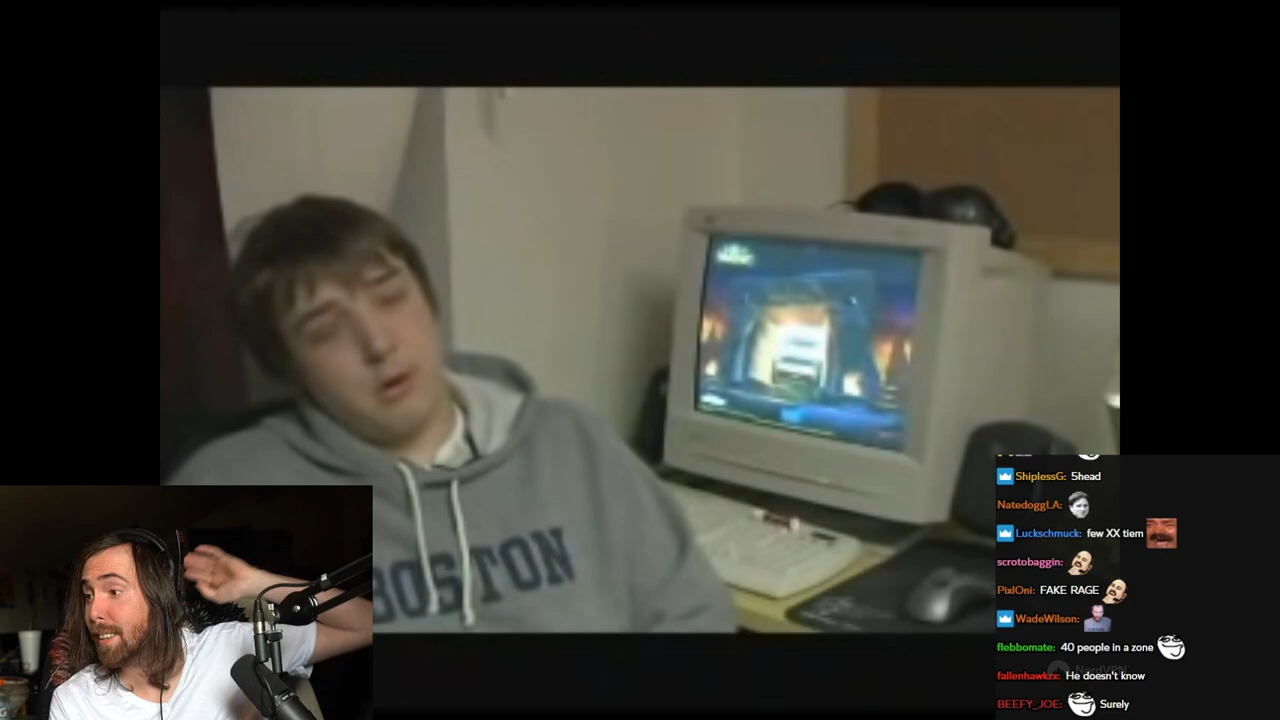 BOSTON
ShiplessG: 5head
NatedoggLA:
Luckschmuck: few XX tiem
scrotobaggin:
PixlOni: FAKE RAGE
WadeWilson:
flebbomate: 40 people in a zone
NordVPN
fallenhawkzx: He doesn't know
BEEFY_JOE: Surely